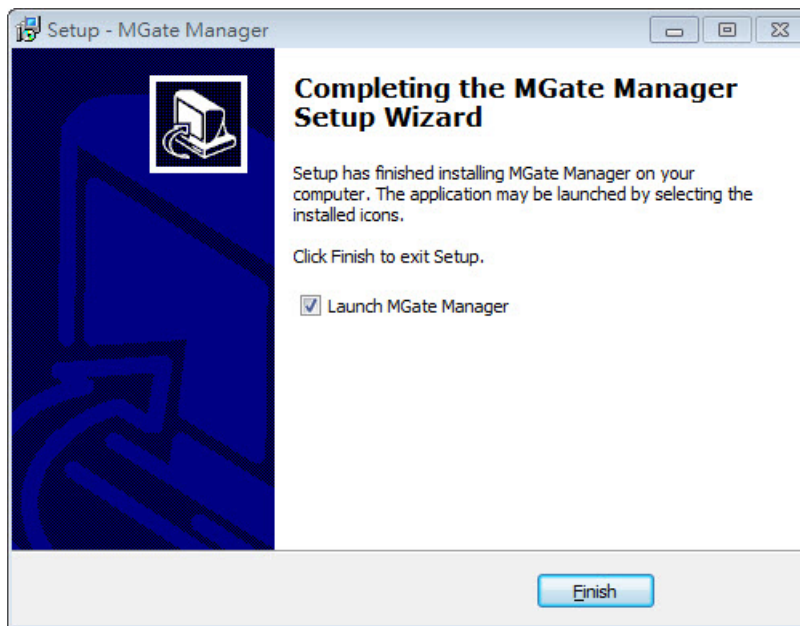 Setup - MGate Manager
Completing the MGate Manager
Setup Wizard
Setup has finished installing MGate Manager on your
computer. The application may be launched by selecting the
installed icons.
Click Finish to exit Setup.
Launch MGate Manager
Finish